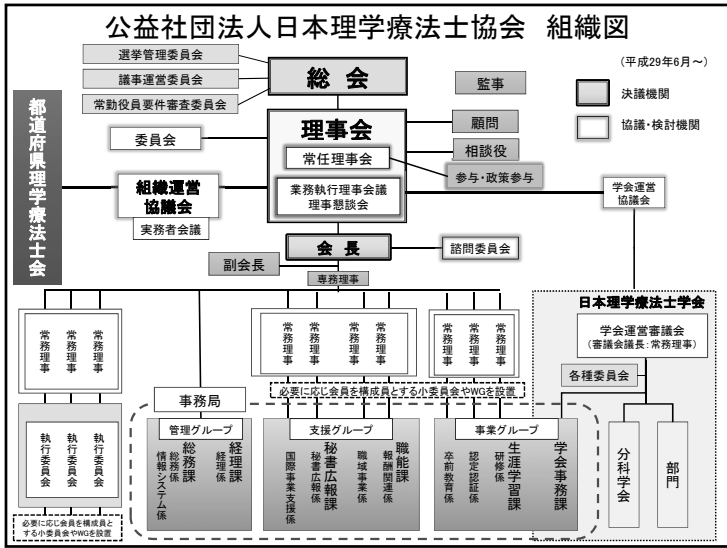 公益社団法人日本理学療法士協会 組織図
(平成29年6月～)
決議機関
協議・検討機関
選挙管理委員会
議事運営委員会
常勤役員要件審査委員会
総会
監事
都道府県理学療法士会
委員会
理事会
常任理事会
業務執行理事会議
理事懇談会
顧問
相談役
参与・政策参与
組織運営
協議会
実務者会議
学会運営
協議会
会長
諮問委員会
副会長
専務理事
常務理事
常務理事
常務理事
常務理事
常務理事
常務理事
常務理事
常務理事
常務理事
常務理事
必要に応じ会員を構成員とする小委員会やWGを設置
日本理学療法士学会
学会運営審議会
(審議会議長:常務理事)
各種委員会
分科学会
部門
執行委員会
執行委員会
執行委員会
必要に応じ会員を構成員と
する小委員会やWGを設置
事務局
管理グループ
経理課
経理係
総務課
総務係
情報システム係
支援グループ
職能課
報酬関連係
職域事業係
秘書広報課
秘書広報係
国際事業支援係
事業グループ
学会事務課
生涯学習課
研修係
認定認証係
卒前教育係